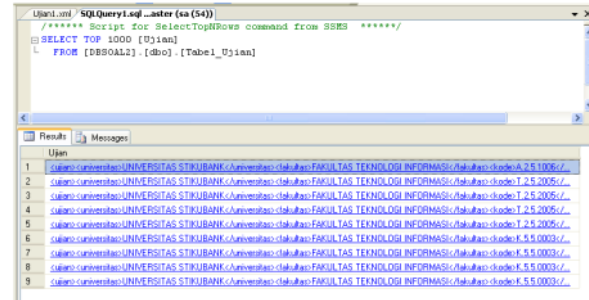 Ujian1.xml SQLQuery1.sql ...aster (sa (54))
/****** Script for SelectTopNRows command from SSMS ******/
SELECT TOP 1000 [Ujian]
FROM [DBSOAL2].[dbo].[Tabel_Ujian]
Results Messages
Ujian
1 <ujian><universitas>UNIVERSITAS STIKUBANK</universitas><fakultas>FAKULTAS TEKNOLOGI INFORMASI</fakultas><kode>A.2.5.1006</...
2 <ujian><universitas>UNIVERSITAS STIKUBANK</universitas><fakultas>FAKULTAS TEKNOLOGI INFORMASI</fakultas><kode>T.2.5.2005</...
3 <ujian><universitas>UNIVERSITAS STIKUBANK</universitas><fakultas>FAKULTAS TEKNOLOGI INFORMASI</fakultas><kode>T.2.5.2005</...
4 <ujian><universitas>UNIVERSITAS STIKUBANK</universitas><fakultas>FAKULTAS TEKNOLOGI INFORMASI</fakultas><kode>T.2.5.2005</...
5 <ujian><universitas>UNIVERSITAS STIKUBANK</universitas><fakultas>FAKULTAS TEKNOLOGI INFORMASI</fakultas><kode>T.2.5.2005</...
6 <ujian><universitas>UNIVERSITAS STIKUBANK</universitas><fakultas>FAKULTAS TEKNOLOGI INFORMASI</fakultas><kode>K.5.5.0003</...
7 <ujian><universitas>UNIVERSITAS STIKUBANK</universitas><fakultas>FAKULTAS TEKNOLOGI INFORMASI</fakultas><kode>K.5.5.0003</...
8 <ujian><universitas>UNIVERSITAS STIKUBANK</universitas><fakultas>FAKULTAS TEKNOLOGI INFORMASI</fakultas><kode>K.5.5.0003</...
9 <ujian><universitas>UNIVERSITAS STIKUBANK</universitas><fakultas>FAKULTAS TEKNOLOGI INFORMASI</fakultas><kode>K.5.5.0003</...